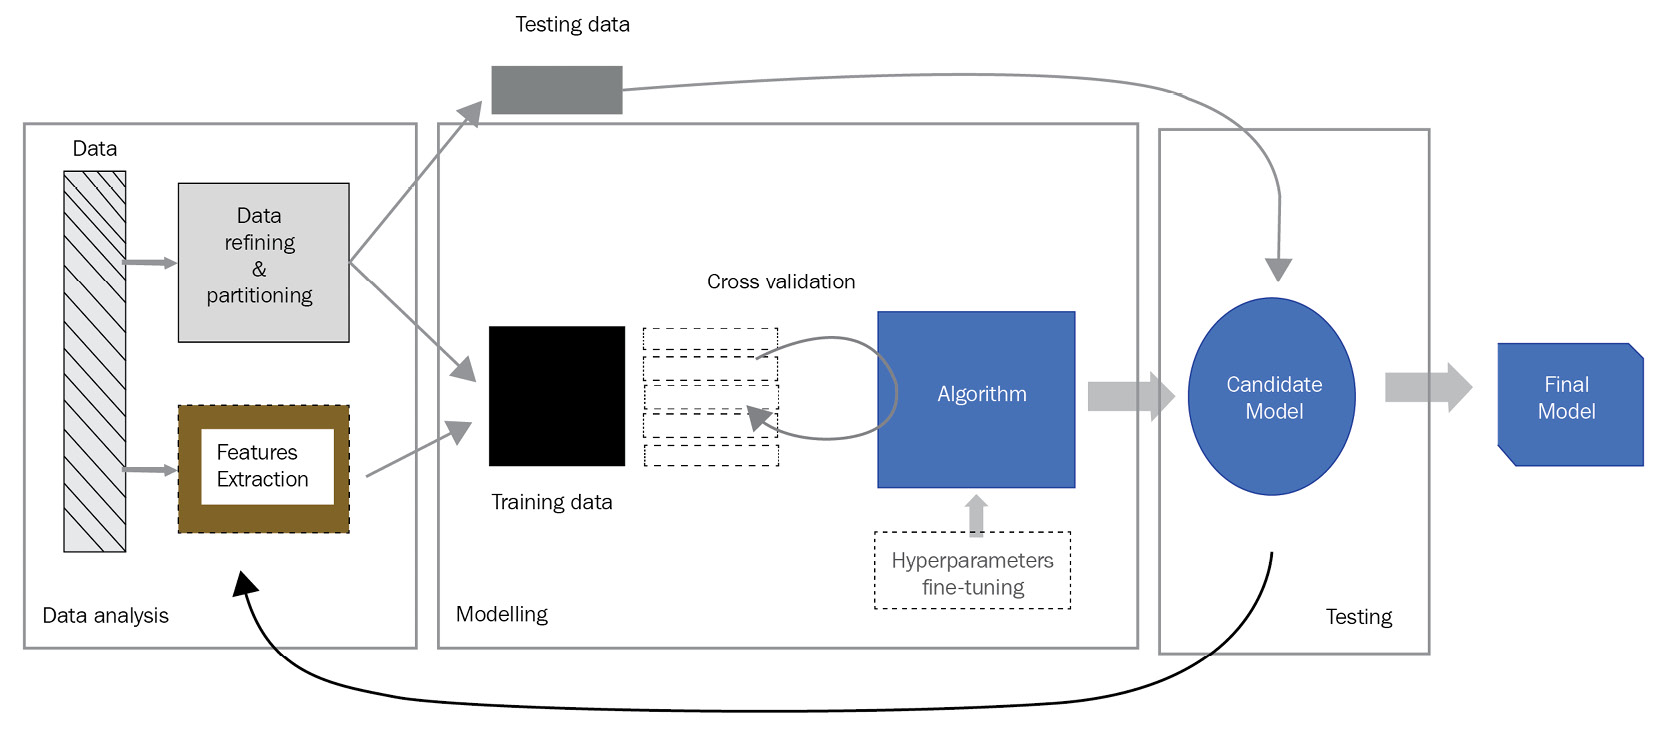 Testing data
Data
Data
refining
&
partitioning
Features
Extraction
Data analysis
Cross validation
Training data
Algorithm
Hyperparameters
fine-tuning
Modelling
Candidate
Model
Testing
Final
Model